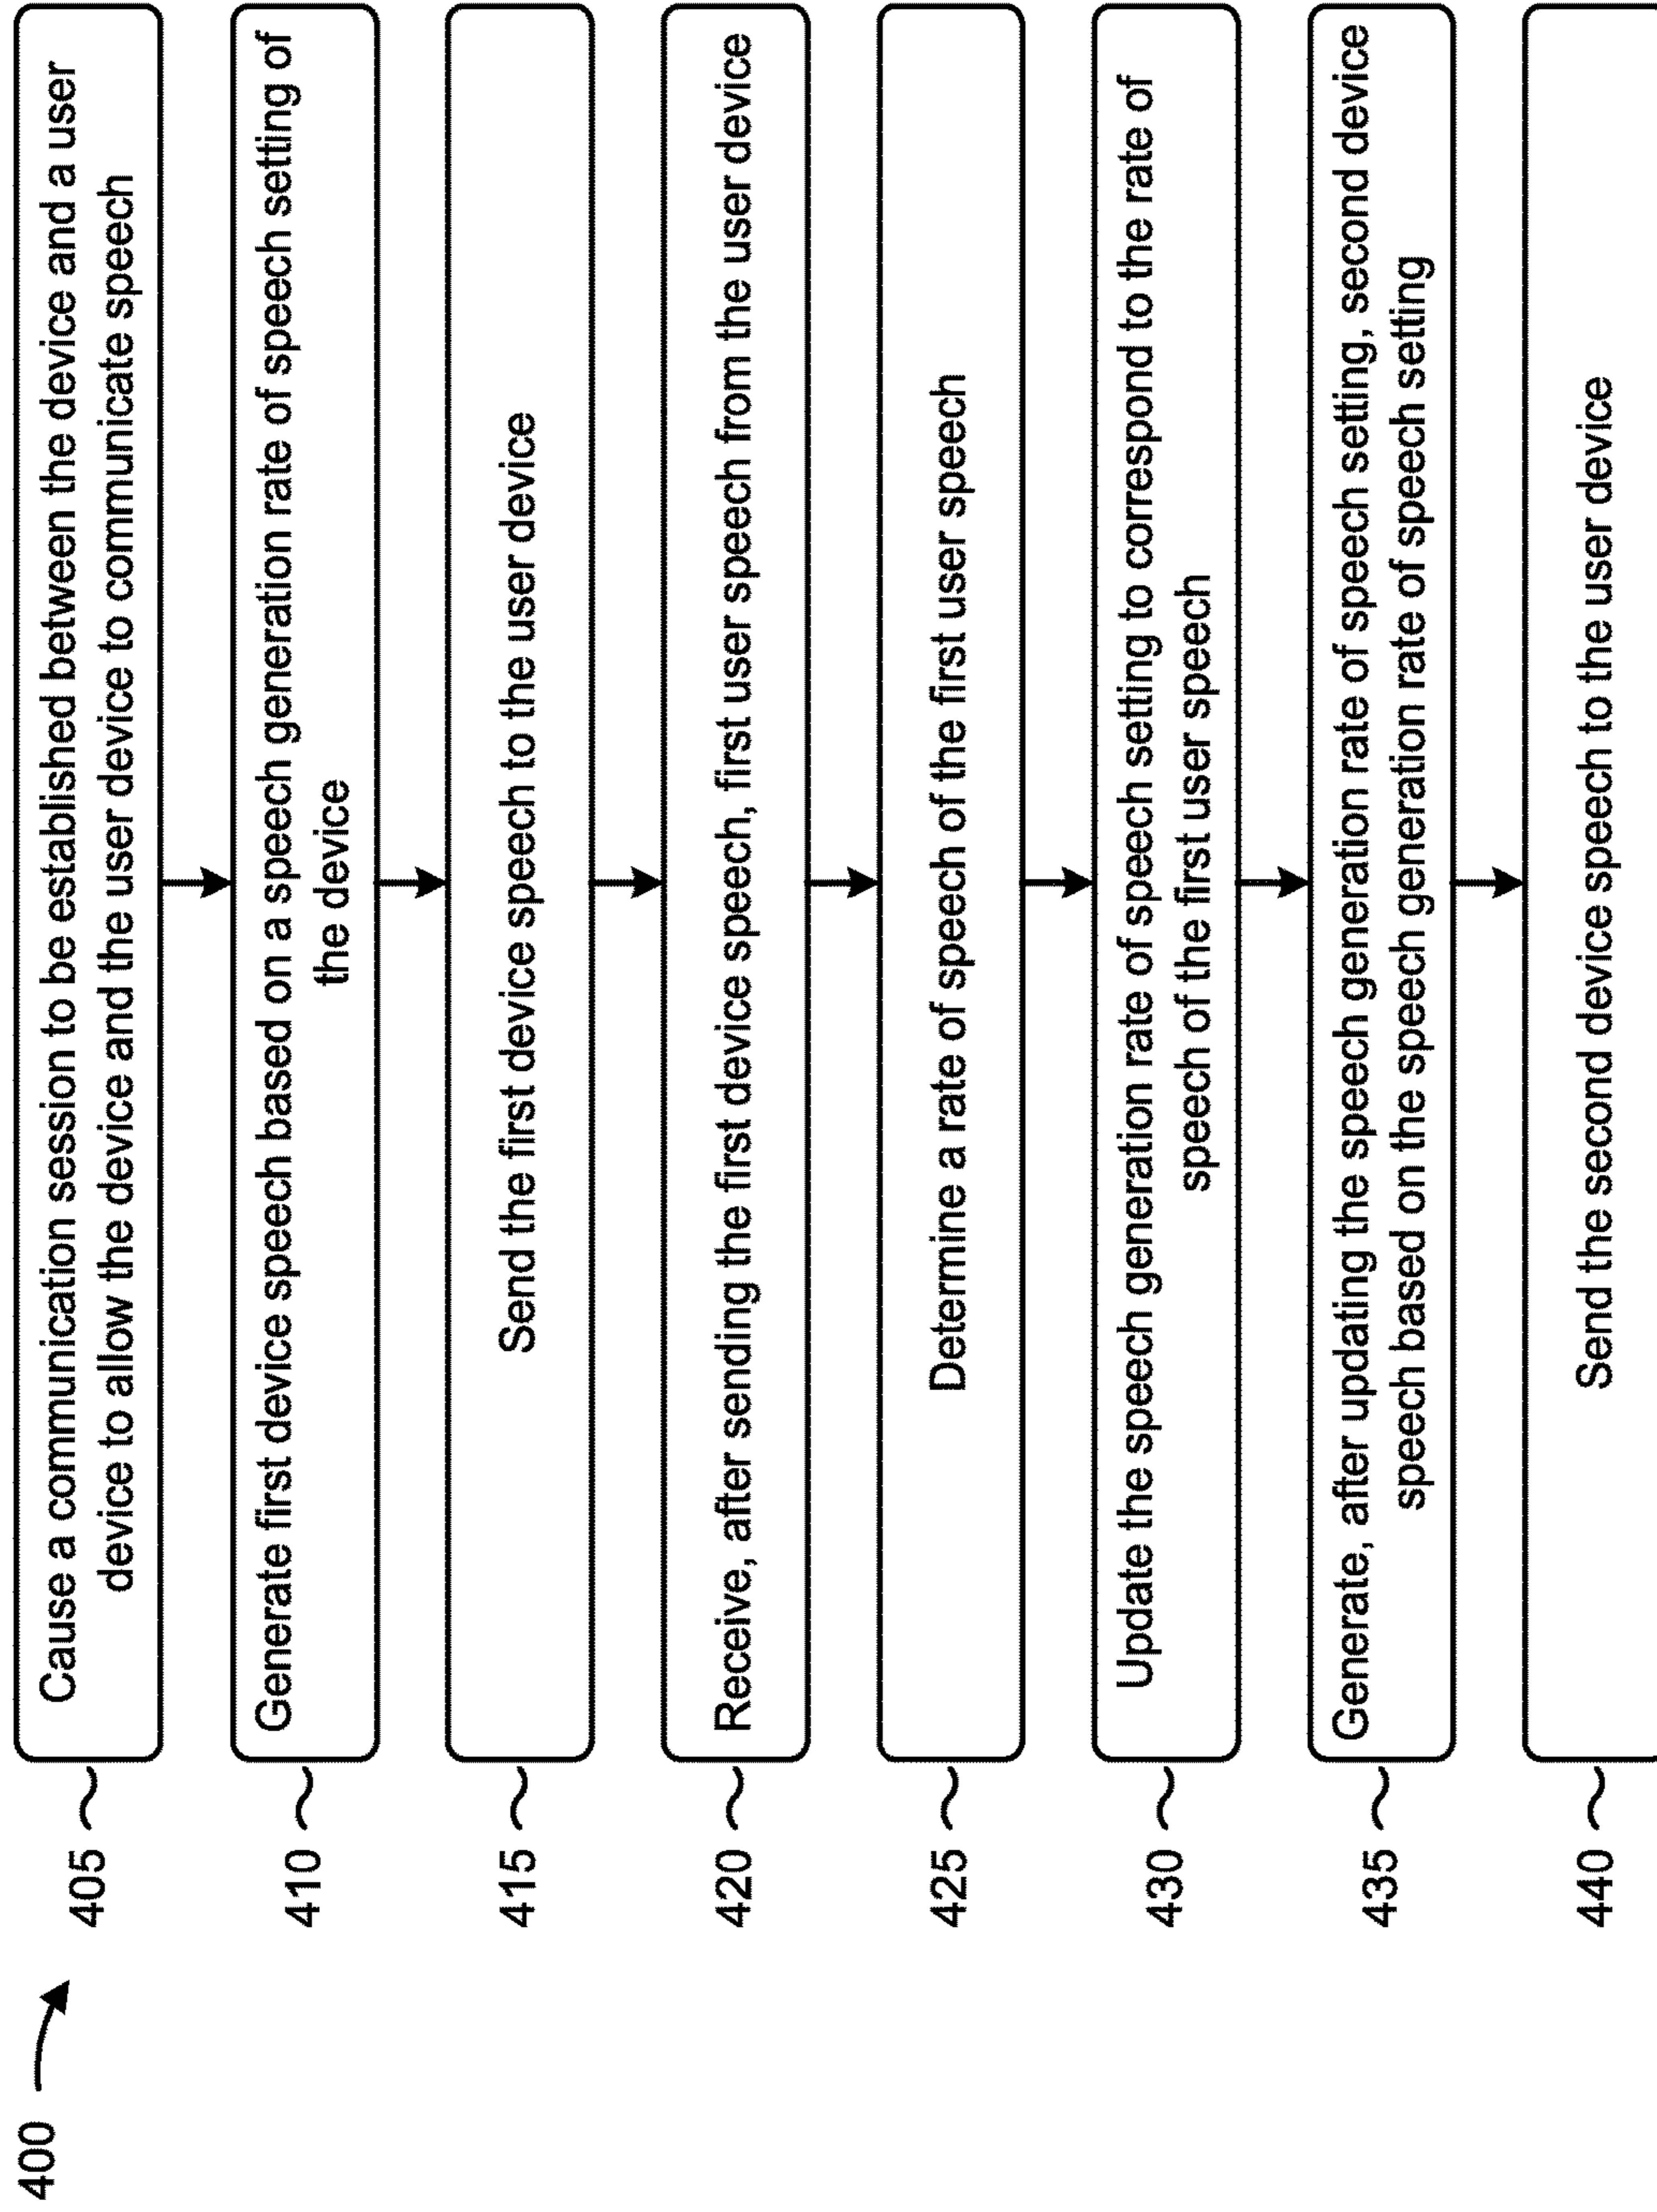 400
405
Cause a communication session to be established between the device and a user
device to allow the device and the user device to communicate speech
410
Generate first device speech based on a speech generation rate of speech setting of
the device
415
Send the first device speech to the user device
420
Receive, after sending the first device speech, first user speech from the user device
425
Determine a rate of speech of the first user speech
430
Update the speech generation rate of speech setting to correspond to the rate of
speech of the first user speech
435
Generate, after updating the speech generation rate of speech setting, second device
speech based on the speech generation rate of speech setting
440
Send the second device speech to the user device